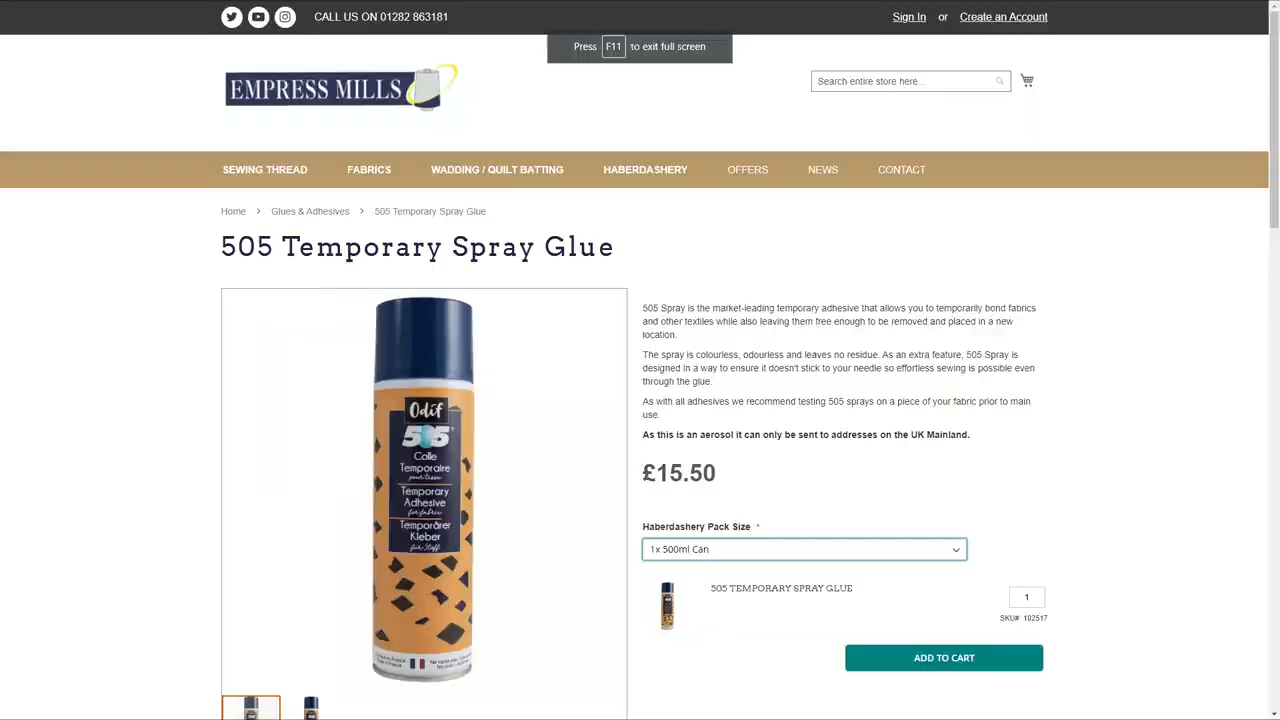 CALL US ON 01282 863181
Sign In or Create an Account
Press F11 to exit full screen
EMPRESS MILLS
Search entire store here...
SEWING THREAD FABRICS WADDING / QUILT BATTING HABERDASHERY OFFERS NEWS CONTACT
Home > Glues & Adhesives > 505 Temporary Spray Glue
505 Temporary Spray Glue
Odif
505
Colle
Temporaire
pour tissu
Temporary
Adhesive
for fabric
Temporärer
Kleber
für Stoff
505 Spray is the market-leading temporary adhesive that allows you to temporarily bond fabrics
and other textiles while also leaving them free enough to be removed and placed in a new
location.
The spray is colourless, odourless and leaves no residue. As an extra feature, 505 Spray is
designed in a way to ensure it doesn't stick to your needle so effortless sewing is possible even
through the glue.
As with all adhesives we recommend testing 505 sprays on a piece of your fabric prior to main
use.
As this is an aerosol it can only be sent to addresses on the UK Mainland.
£15.50
Haberdashery Pack Size *
1x 500ml Can
505 TEMPORARY SPRAY GLUE
1
SKU# 102517
ADD TO CART